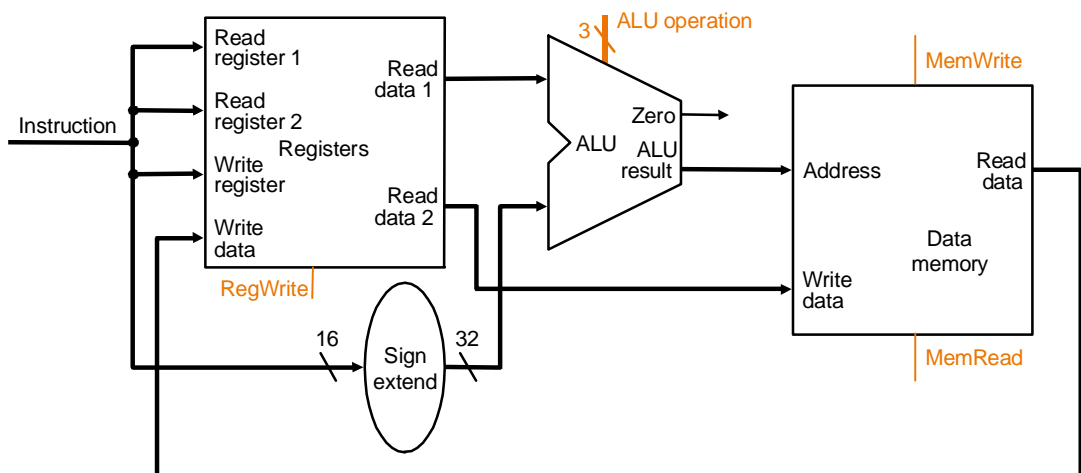 3
ALU operation
Read
register 1
Read
data 1
MemWrite
Read
register 2
Zero
Instruction
Registers
ALU
ALU
result
Write
register
Address
Read
data
Read
data 2
Write
data
Data
memory
RegWrite
Write
data
16
32
Sign
extend
MemRead